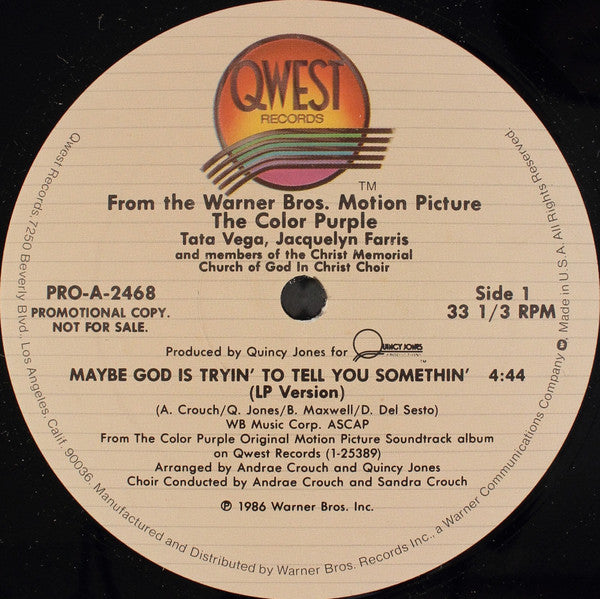 QWEST
RECORDS
TM
From the Warner Bros. Motion Picture
The Color Purple
Tata Vega, Jacquelyn Farris
and members of the Christ Memorial
Church of God In Christ Choir
PRO-A-2468
PROMOTIONAL COPY.
NOT FOR SALE.
Side 1
33 1/3 RPM
Produced by Quincy Jones for
QUINCY JONES
PRODUCTIONS
TM
MAYBE GOD IS TRYIN' TO TELL YOU SOMETHIN' 4:44
(LP Version)
(A. Crouch/Q. Jones/B. Maxwell/D. Del Sesto)
WB Music Corp. ASCAP
From The Color Purple Original Motion Picture Soundtrack album
on Qwest Records (1-25389)
Arranged by Andrae Crouch and Quincy Jones
Choir Conducted by Andrae Crouch and Sandra Crouch
℗ 1986 Warner Bros. Inc.
Qwest Records, 7250 Beverly Blvd., Los Angeles, Calif. 90036. Manufactured and Distributed by Warner Bros. Records Inc., a Warner Communications Company Made in U.S.A. All Rights Reserved.